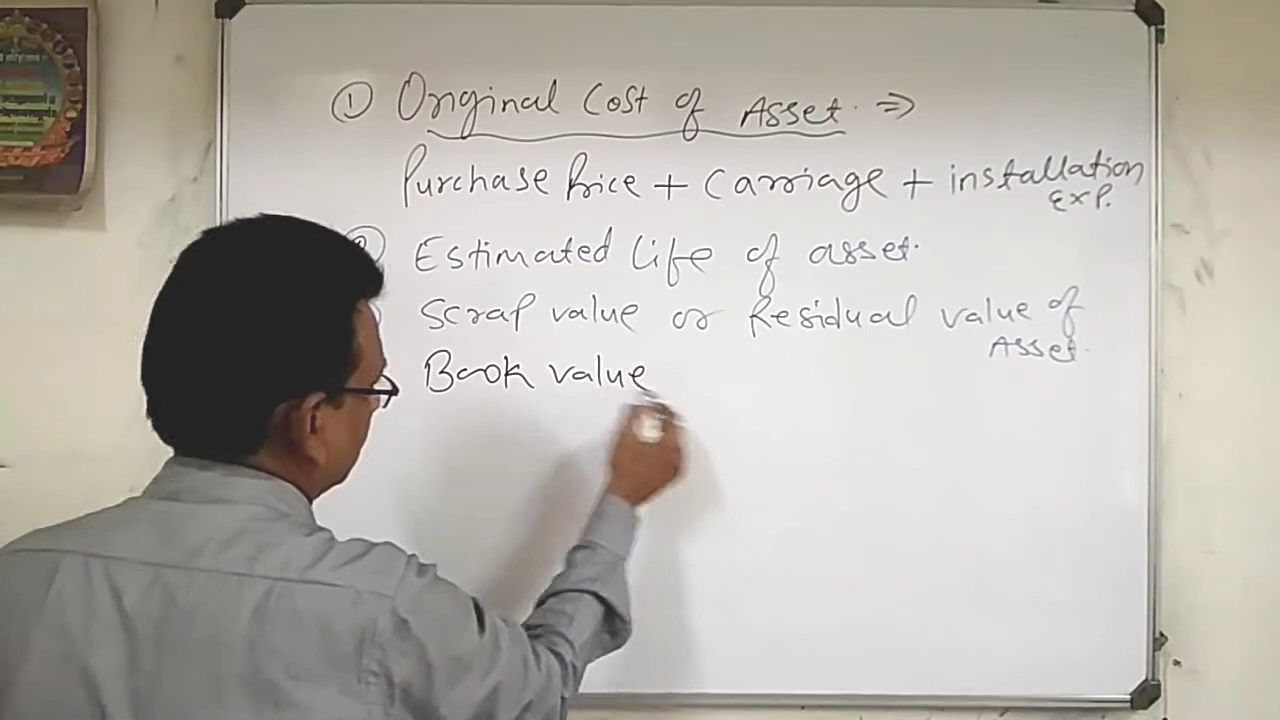 ① Original Cost of Asset. ⇒
Purchase Price + Carriage + installation
Exp.
② Estimated life of asset.
Scrap value or Residual value of
Asset.
Book value